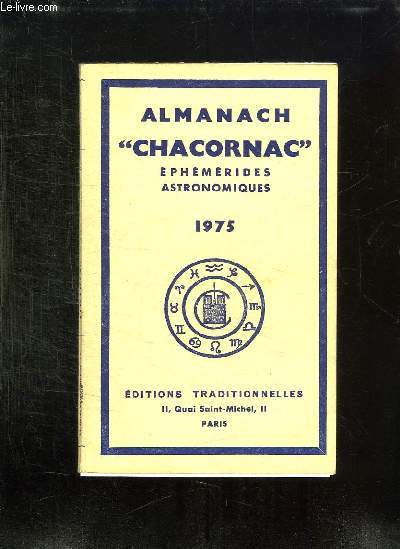 Le-livre.com
ALMANACH
"CHACORNAC"
ÉPHÉMÉRIDES
ASTRONOMIQUES
1975
ÉDITIONS TRADITIONNELLES
11, Quai Saint-Michel, 11
PARIS